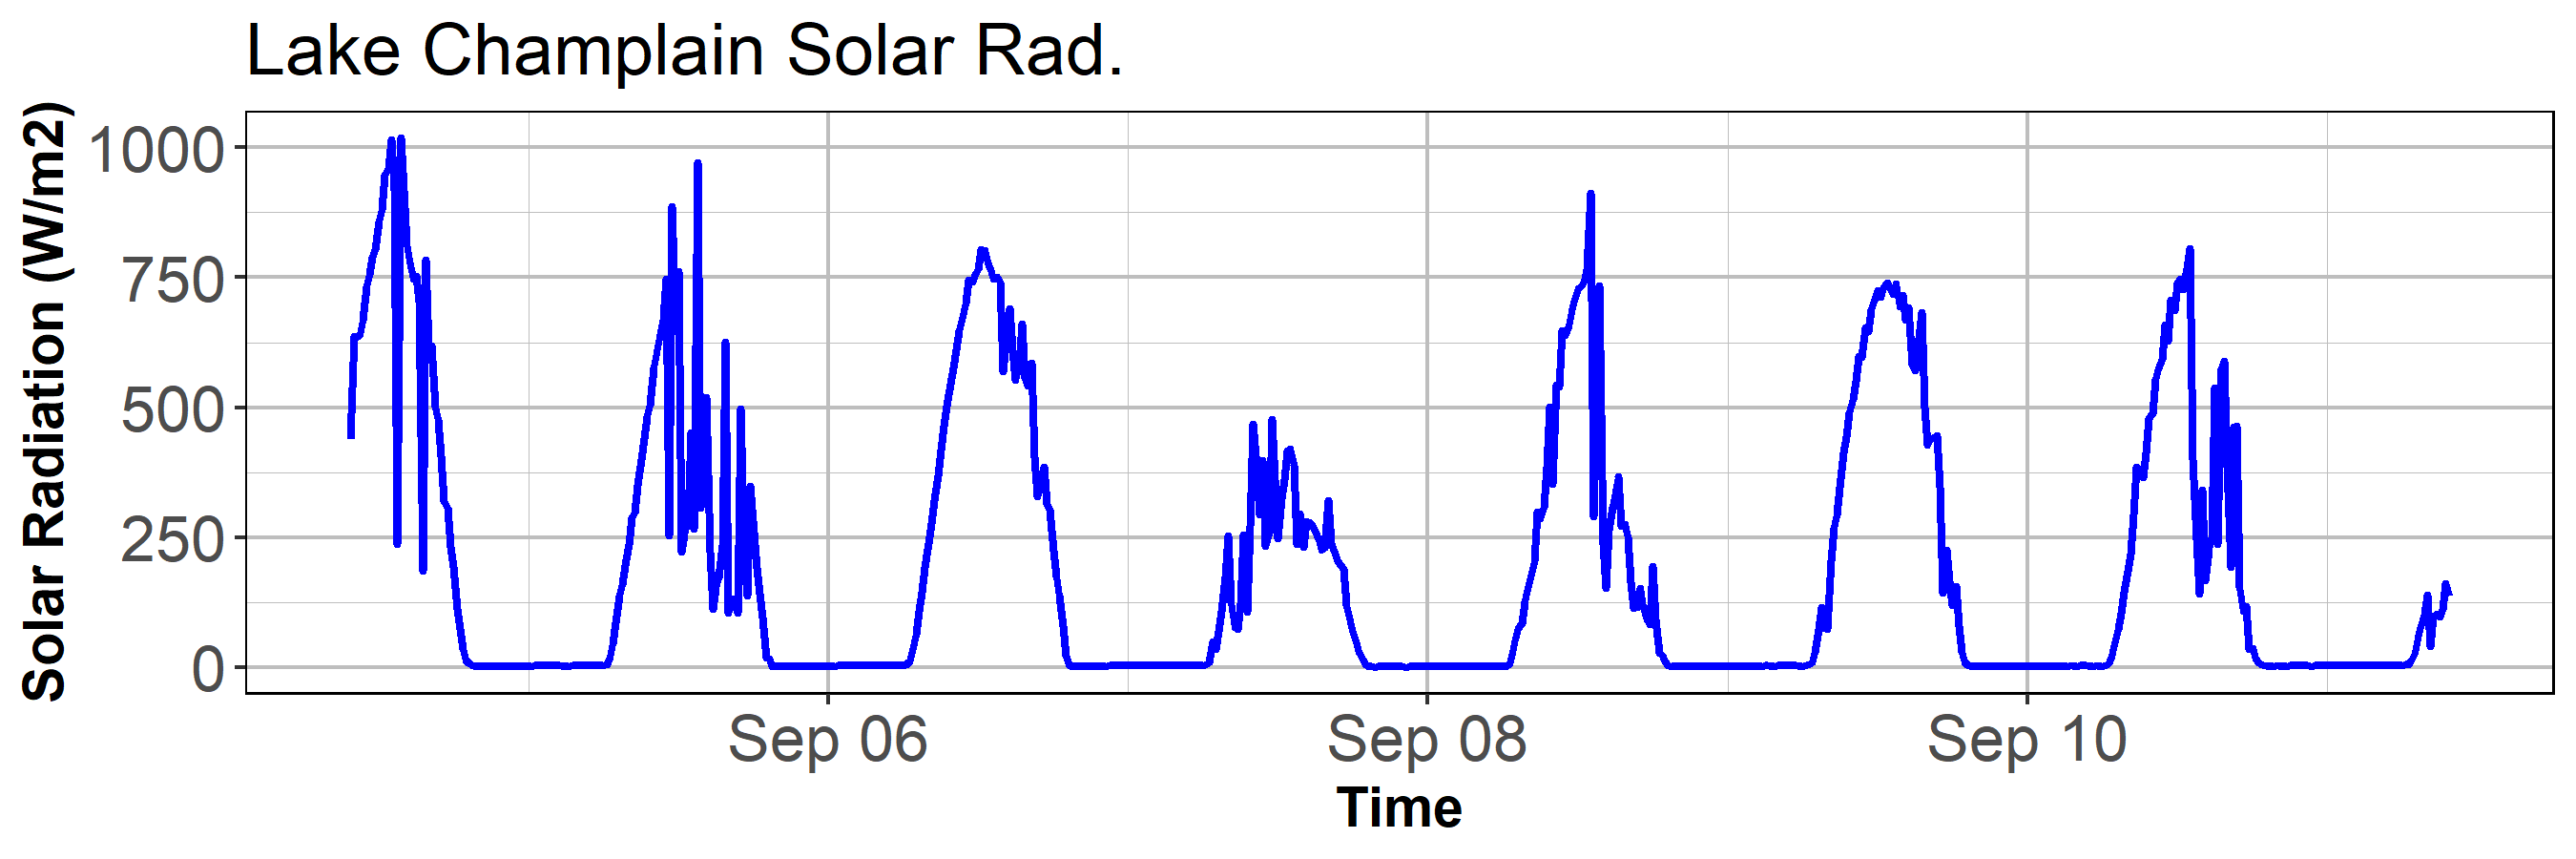 Lake Champlain Solar Rad.
Solar Radiation (W/m2)
1000
750
500
250
0
Sep 06 Sep 08 Sep 10
Time